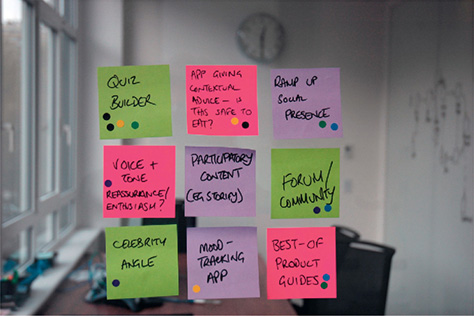 QUIZ
BUILDER
APP GIVING
CONTEXTUAL
ADVICE - IS
THIS SAFE TO
EAT?
RAMP UP
SOCIAL
PRESENCE
VOICE +
TONE
REASSURANCE/
ENTHUSIASM?
PARTICIPATORY
CONTENT
(EG STORIFY)
FORUM/
COMMUNITY
CELEBRITY
ANGLE
MOOD-
TRACKING
APP
BEST-OF
PRODUCT
GUIDES